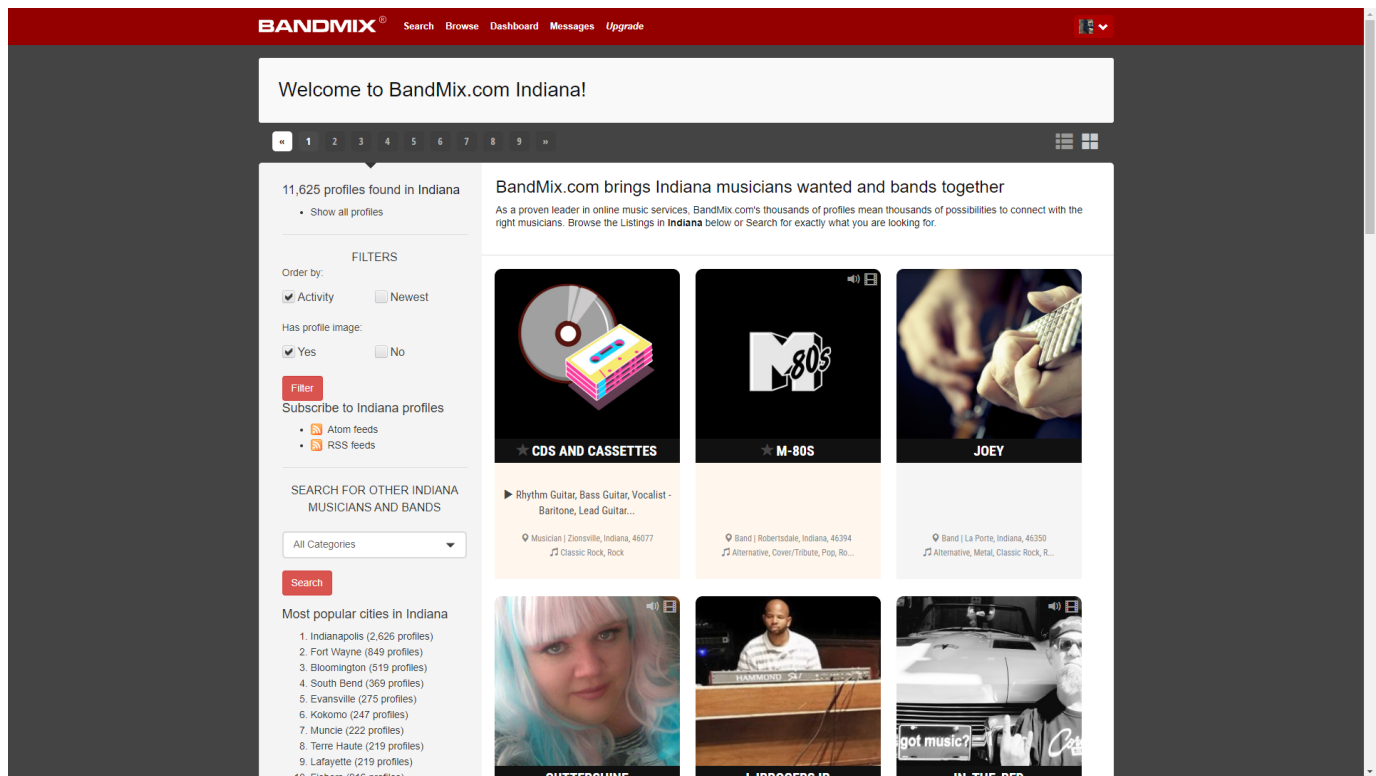 BANDMIX®
Search Browse Dashboard Messages Upgrade
Welcome to BandMix.com Indiana!
« 1 2 3 4 5 6 7 8 9 »
11,625 profiles found in Indiana
Show all profiles
FILTERS
Order by:
Activity Newest
Has profile image:
Yes No
Filter
Subscribe to Indiana profiles
Atom feeds
RSS feeds
SEARCH FOR OTHER INDIANA
MUSICIANS AND BANDS
All Categories
Search
Most popular cities in Indiana
1. Indianapolis (2,626 profiles)
2. Fort Wayne (849 profiles)
3. Bloomington (519 profiles)
4. South Bend (369 profiles)
5. Evansville (275 profiles)
6. Kokomo (247 profiles)
7. Muncie (222 profiles)
8. Terre Haute (219 profiles)
9. Lafayette (219 profiles)
BandMix.com brings Indiana musicians wanted and bands together
As a proven leader in online music services, BandMix.com's thousands of profiles mean thousands of possibilities to connect with the
right musicians. Browse the Listings in Indiana below or Search for exactly what you are looking for.
CDS AND CASSETTES
Rhythm Guitar, Bass Guitar, Vocalist -
Baritone, Lead Guitar...
Musician | Zionsville, Indiana, 46077
Classic Rock, Rock
M-80s
M-80S
Band | Robertsdale, Indiana, 46394
Alternative, Cover/Tribute, Pop, Ro...
JOEY
Band | La Porte, Indiana, 46350
Alternative, Metal, Classic Rock, R...
HAMMOND
got music?